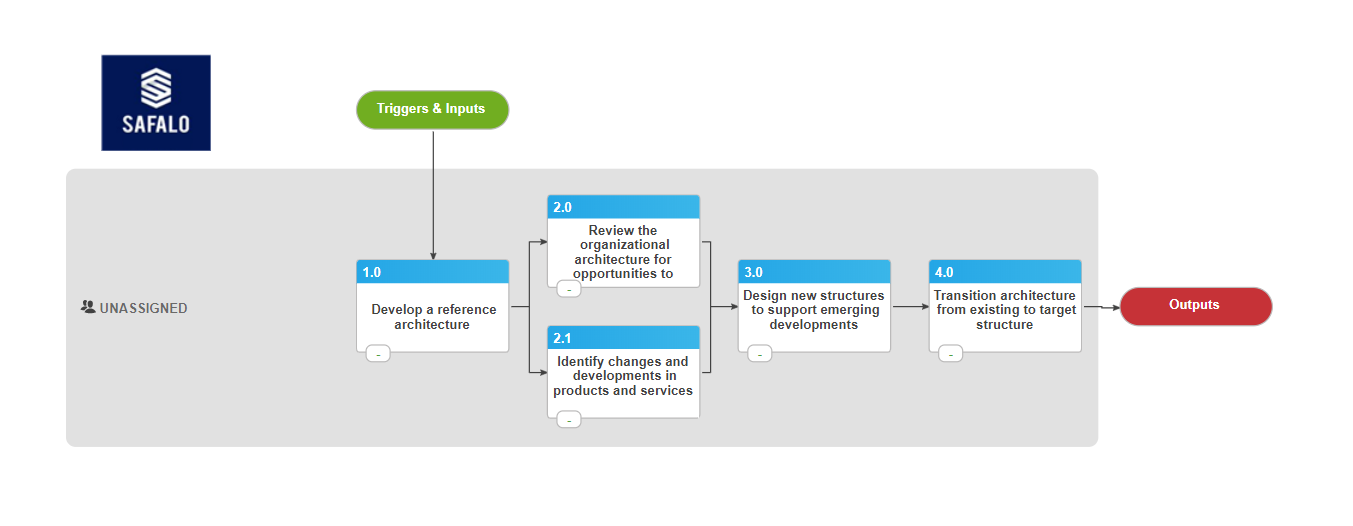 SAFALO
Triggers & Inputs
UNASSIGNED
1.0
Develop a reference
architecture
-
2.0
Review the
organizational
architecture for
opportunities to
-
2.1
Identify changes and
developments in
products and services
-
3.0
Design new structures
to support emerging
developments
-
4.0
Transition architecture
from existing to target
structure
-
Outputs